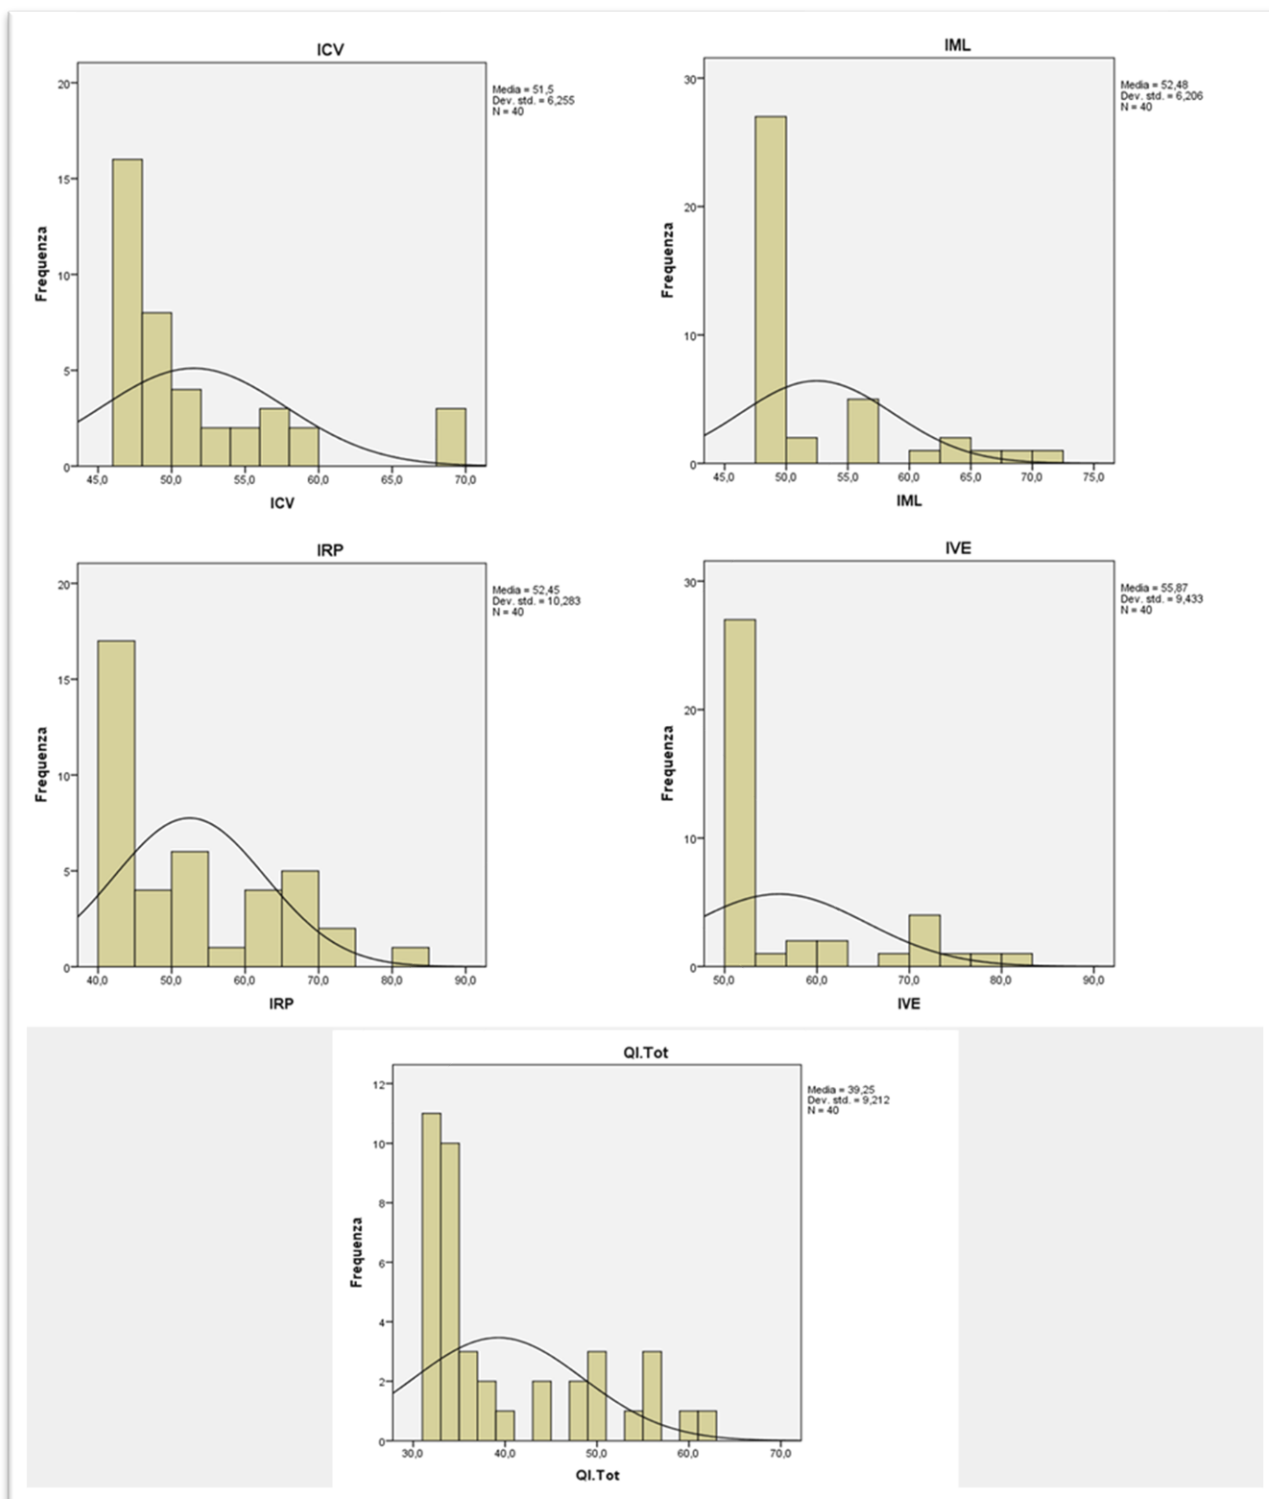 ICV
20
15
10
5
0
Frequenza
45,0 50,0 55,0 60,0 65,0 70,0
ICV
Media = 51,5
Dev. std. = 6,255
N = 40
IML
30
20
10
0
Frequenza
45,0 50,0 55,0 60,0 65,0 70,0 75,0
IML
Media = 52,48
Dev. std. = 6,206
N = 40
IRP
20
15
10
5
0
Frequenza
40,0 50,0 60,0 70,0 80,0 90,0
IRP
Media = 52,45
Dev. std. = 10,283
N = 40
IVE
30
20
10
0
Frequenza
50,0 60,0 70,0 80,0 90,0
IVE
Media = 55,87
Dev. std. = 9,433
N = 40
QI.Tot
12
10
8
6
4
2
0
Frequenza
30,0 40,0 50,0 60,0 70,0
QI.Tot
Media = 39,25
Dev. std. = 9,212
N = 40